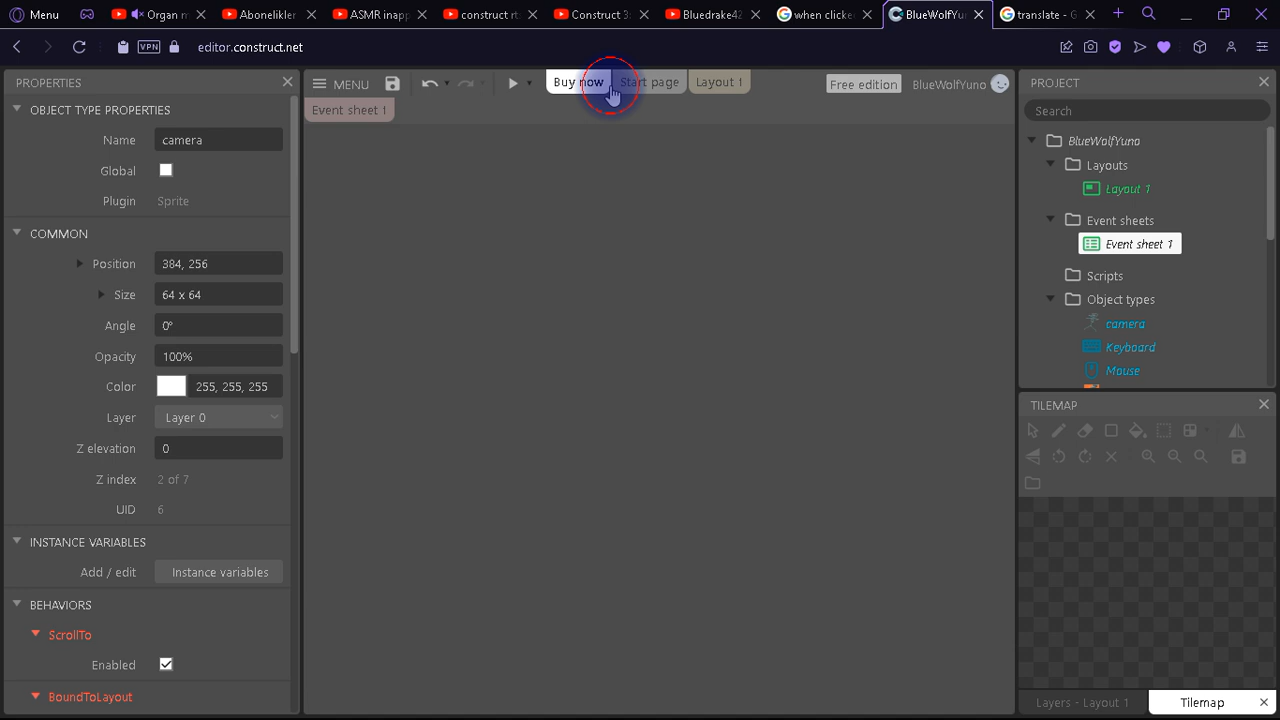 Menu
Organ m
Abonelikler
ASMR inap
construct rt
Construct 3
Bluedrake42
when clicke
BlueWolfYu
translate - G
VPN
editor.construct.net
PROPERTIES
OBJECT TYPE PROPERTIES
Name camera
Global
Plugin Sprite
COMMON
Position 384, 256
Size 64 x 64
Angle 0°
Opacity 100%
Color 255, 255, 255
Layer Layer 0
Z elevation 0
Z index 2 of 7
UID 6
INSTANCE VARIABLES
Add / edit Instance variables
BEHAVIORS
ScrollTo
Enabled
BoundToLayout
MENU
Buy now
Start page
Layout 1
Free edition
BlueWolfYuno
Event sheet 1
PROJECT
Search
BlueWolfYuno
Layouts
Layout 1
Event sheets
Event sheet 1
Scripts
Object types
camera
Keyboard
Mouse
TILEMAP
Layers - Layout 1
Tilemap